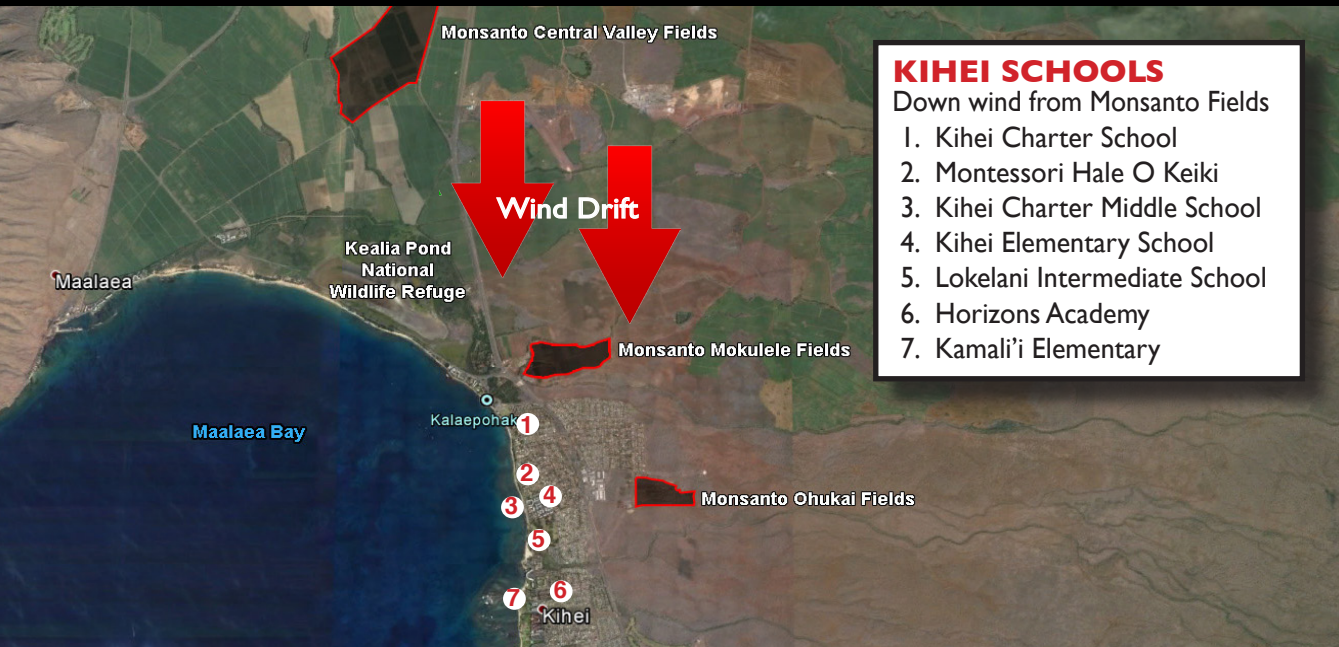 Monsanto Central Valley Fields
KIHEI SCHOOLS
Down wind from Monsanto Fields
1. Kihei Charter School
2. Montessori Hale O Keiki
3. Kihei Charter Middle School
4. Kihei Elementary School
5. Lokelani Intermediate School
6. Horizons Academy
7. Kamali'i Elementary
Wind Drift
Kealia Pond
National
Wildlife Refuge
Maalaea
Monsanto Mokulele Fields
Kalaepohak
1
Maalaea Bay
2
4
3
Monsanto Ohukai Fields
5
6
7
Kihei